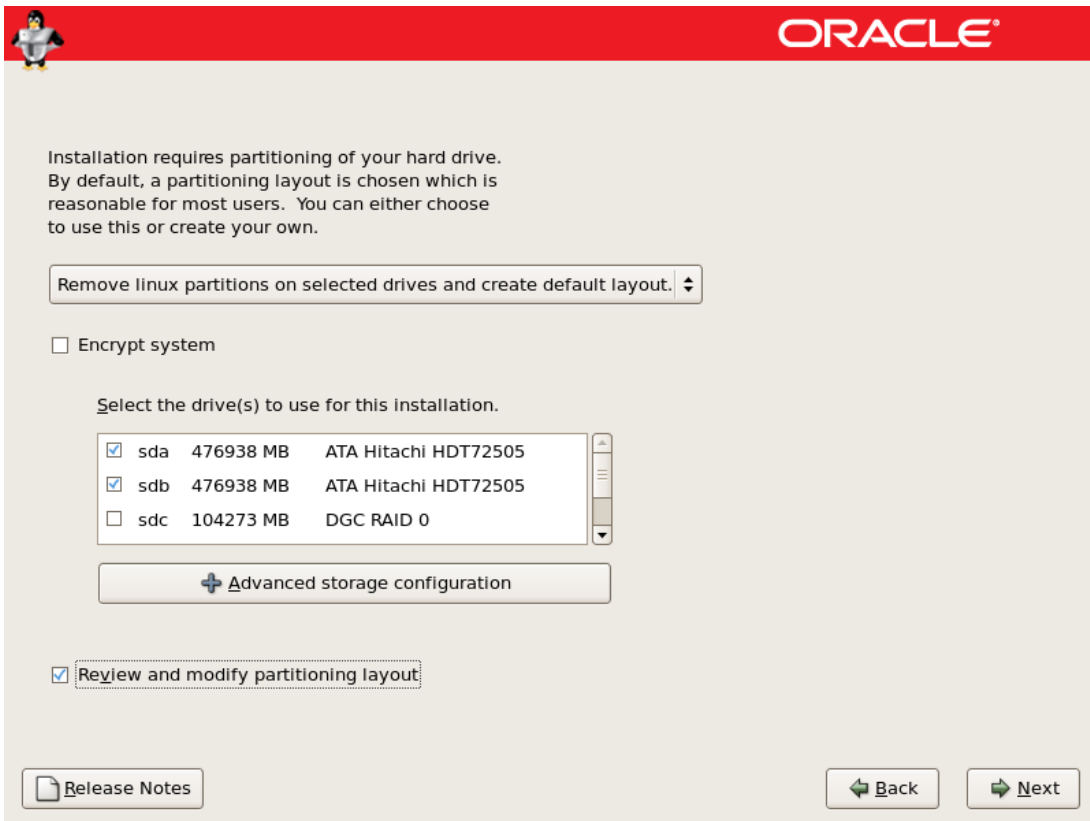 ORACLE®
Installation requires partitioning of your hard drive.
By default, a partitioning layout is chosen which is
reasonable for most users.  You can either choose
to use this or create your own.
Remove linux partitions on selected drives and create default layout.
Encrypt system
Select the drive(s) to use for this installation.
sda 476938 MB ATA Hitachi HDT72505
sdb 476938 MB ATA Hitachi HDT72505
sdc 104273 MB DGC RAID 0
Advanced storage configuration
Review and modify partitioning layout
Release Notes Back Next